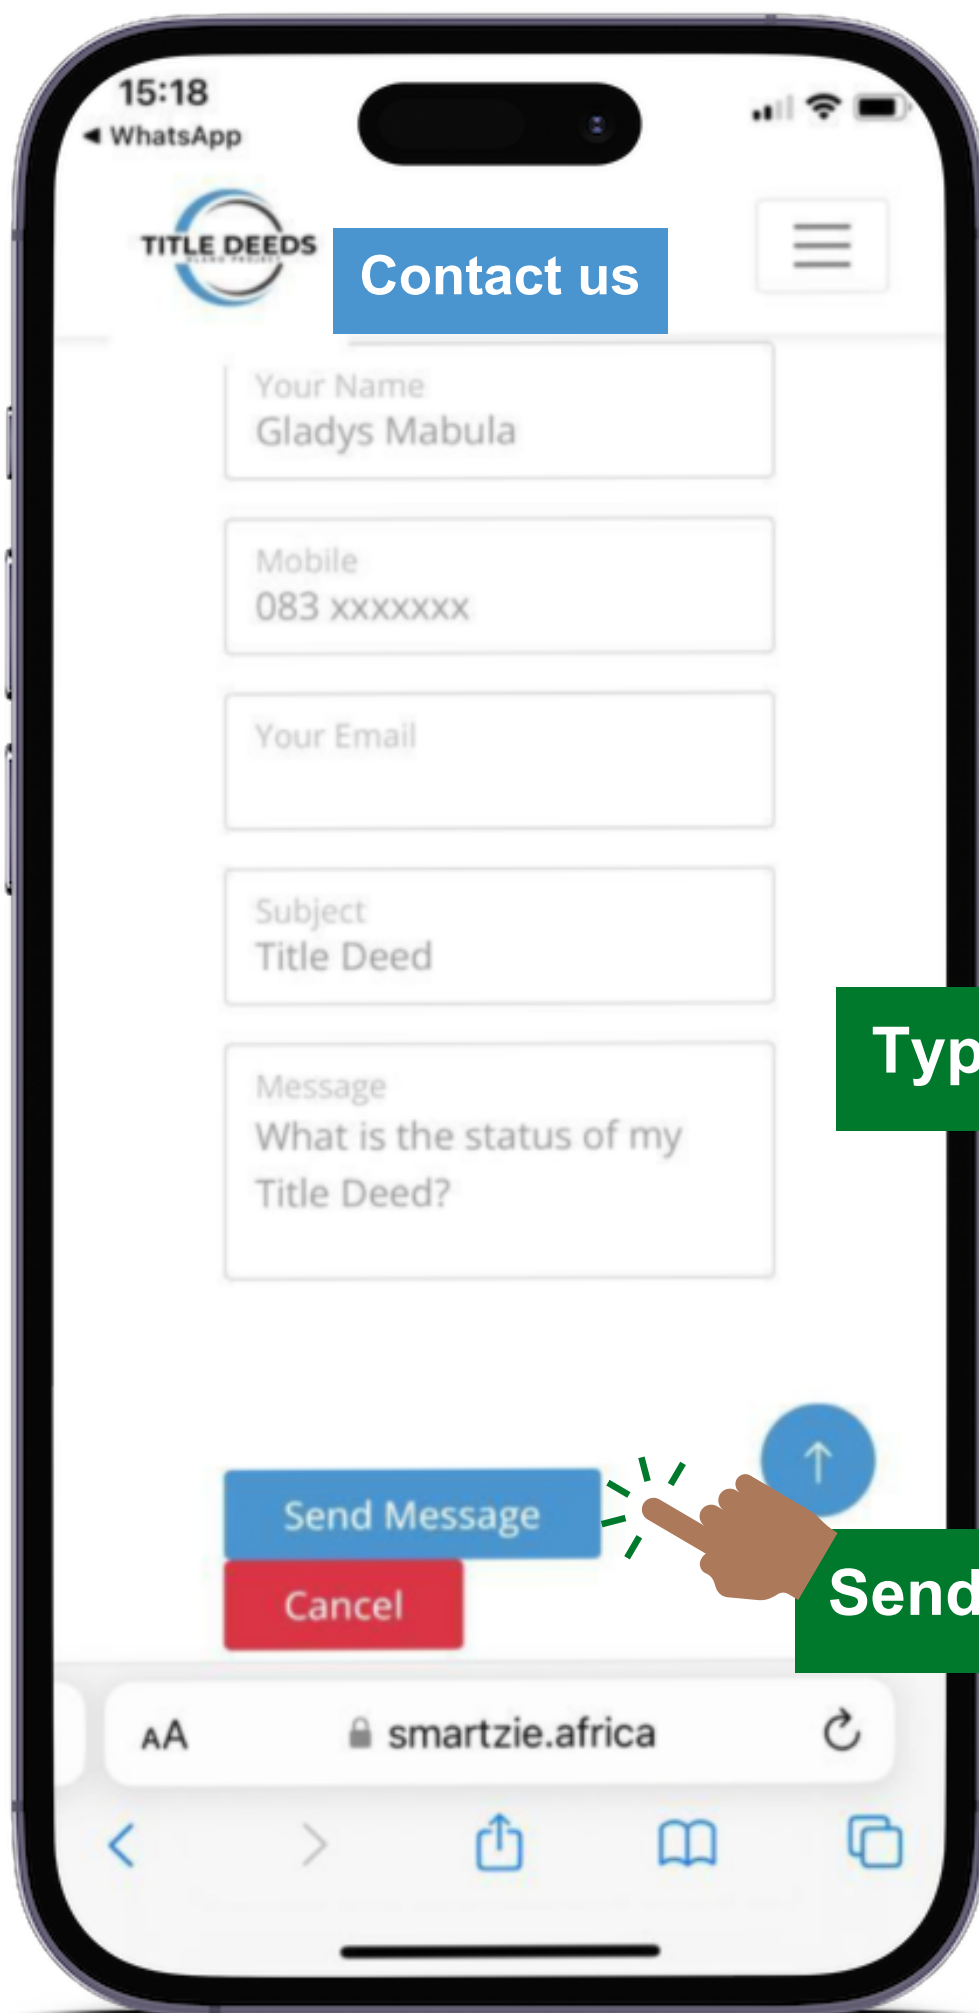 15:18
WhatsApp
TITLE DEEDS
Contact us
Your Name
Gladys Mabula
Mobile
083 xxxxxxx
Your Email
Subject
Title Deed
Typ
Message
What is the status of my
Title Deed?
Send Message
Cancel
Send
AA
smartzie.africa